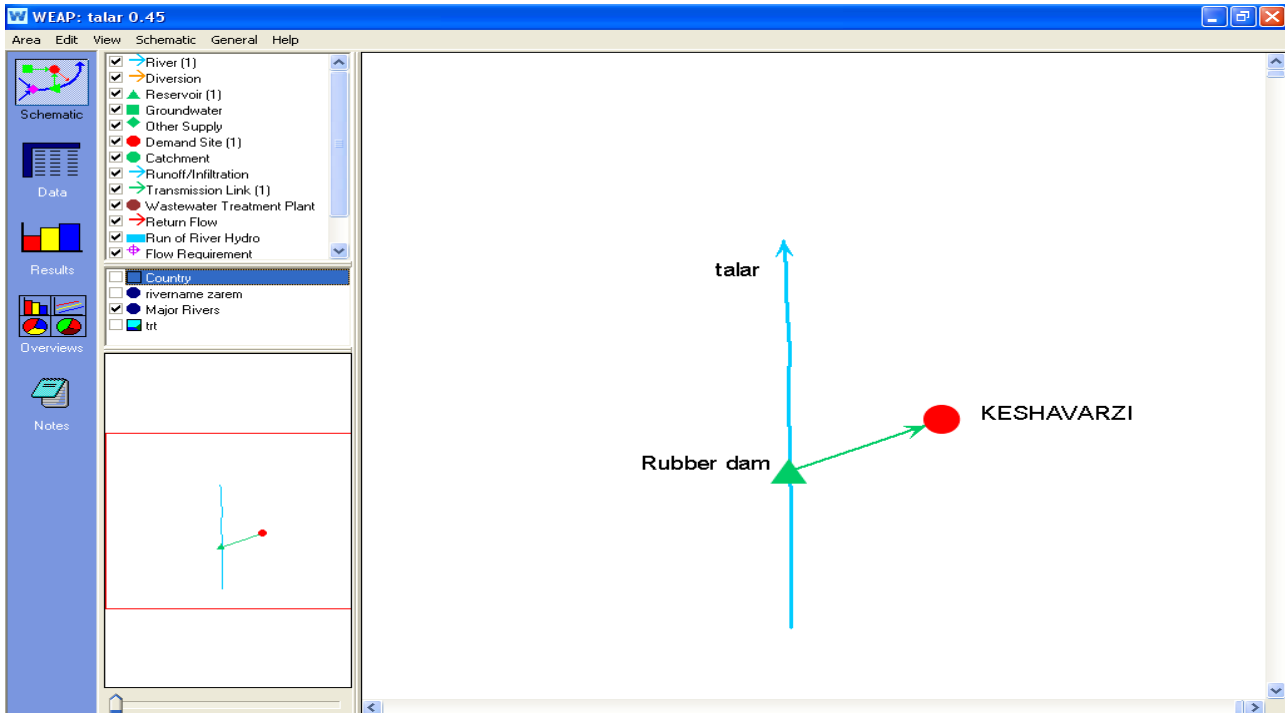 WEAP: talar 0.45
Area Edit View Schematic General Help
Schematic
Data
Results
Overviews
Notes
River (1)
Diversion
Reservoir (1)
Groundwater
Other Supply
Demand Site (1)
Catchment
Runoff/Infiltration
Transmission Link (1)
Wastewater Treatment Plant
Return Flow
Run of River Hydro
Flow Requirement
Country
rivername zarem
Major Rivers
trt
talar
KESHAVARZI
Rubber dam